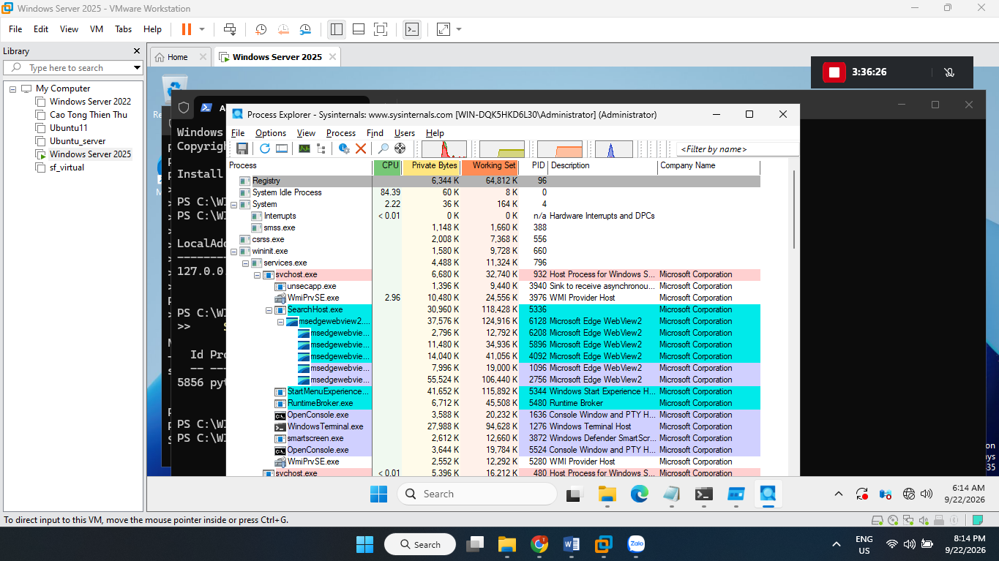 Windows Server 2025 - VMware Workstation
File Edit View VM Tabs Help
Library
Type here to search
My Computer
Windows Server 2022
Cao Tong Thien Thu
Ubuntu11
Ubuntu_server
Windows Server 2025
sf_virtual
Home
Windows Server 2025
3:36:26
Windows
Copyrigh
Install
PS C:\WI
PS C:\WI
LocalAdd
127.0.0.
PS C:\WI
>>
Id Pro
5856 pyt
PS C:\WI
PS C:\WI
Process Explorer - Sysinternals: www.sysinternals.com [WIN-DQK5HKD6L30\Administrator] (Administrator)
File Options View Process Find Users Help
<Filter by name>
Process CPU Private Bytes Working Set PID Description Company Name
Registry 6,344 K 64,812 K 96
System Idle Process 84.39 60 K 8 K 0
System 2.22 36 K 164 K 4
Interrupts < 0.01 0 K 0 K n/a Hardware Interrupts and DPCs
smss.exe 1,148 K 1,660 K 388
csrss.exe 2,008 K 7,368 K 556
wininit.exe 1,580 K 9,728 K 660
services.exe 4,488 K 11,324 K 796
svchost.exe 6,680 K 32,740 K 932 Host Process for Windows S... Microsoft Corporation
unsecapp.exe 1,396 K 9,440 K 3940 Sink to receive asynchronou... Microsoft Corporation
WmiPrvSE.exe 2.96 10,480 K 24,556 K 3976 WMI Provider Host Microsoft Corporation
SearchHost.exe 30,960 K 118,428 K 5336 Microsoft Corporation
msedgewebview2.... 37,576 K 124,916 K 6128 Microsoft Edge WebView2 Microsoft Corporation
msedgewebvie... 2,796 K 12,792 K 6208 Microsoft Edge WebView2 Microsoft Corporation
msedgewebvie... 11,480 K 34,936 K 5896 Microsoft Edge WebView2 Microsoft Corporation
msedgewebvie... 14,040 K 41,056 K 4092 Microsoft Edge WebView2 Microsoft Corporation
msedgewebvie... 7,996 K 19,000 K 1096 Microsoft Edge WebView2 Microsoft Corporation
msedgewebvie... 55,524 K 106,440 K 2756 Microsoft Edge WebView2 Microsoft Corporation
StartMenuExperience... 41,652 K 115,892 K 5344 Windows Start Experience H... Microsoft Corporation
RuntimeBroker.exe 6,712 K 45,508 K 5480 Runtime Broker Microsoft Corporation
OpenConsole.exe 3,588 K 20,232 K 1636 Console Window and PTY H... Microsoft Corporation
WindowsTerminal.exe 27,988 K 94,628 K 1276 Windows Terminal Host Microsoft Corporation
smartscreen.exe 2,612 K 12,660 K 3872 Windows Defender SmartScr... Microsoft Corporation
OpenConsole.exe 3,644 K 19,784 K 5524 Console Window and PTY H... Microsoft Corporation
WmiPrvSE.exe 2,552 K 12,292 K 5280 WMI Provider Host Microsoft Corporation
svchost.exe < 0.01 5,396 K 16,212 K 480 Host Process for Windows S... Microsoft Corporation
Search
6:14 AM
9/22/2026
To direct input to this VM, move the mouse pointer inside or press Ctrl+G.
Search
Zalo
ENG
US
8:14 PM
9/22/2026